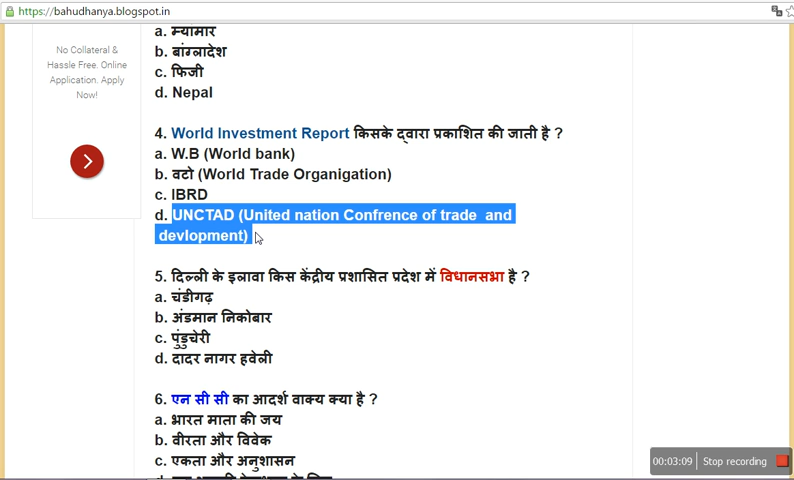 https://bahudhanya.blogspot.in
a. म्यामार
No Collateral &
Hassle Free. Online
Application. Apply
Now!
b. बांग्लादेश
c. फिजी
d. Nepal
4. World Investment Report किसके द्वारा प्रकाशित की जाती है ?
a. W.B (World bank)
b. वटो (World Trade Organigation)
c. IBRD
d. UNCTAD (United nation Confrence of trade and
devlopment)
5. दिल्ली के इलावा किस केंद्रीय प्रशासित प्रदेश में विधानसभा है ?
a. चंडीगढ़
b. अंडमान निकोबार
c. पुंडुचेरी
d. दादर नागर हवेली
6. एन सी सी का आदर्श वाक्य क्या है ?
a. भारत माता की जय
b. वीरता और विवेक
c. एकता और अनुशासन
00:03:09 Stop recording